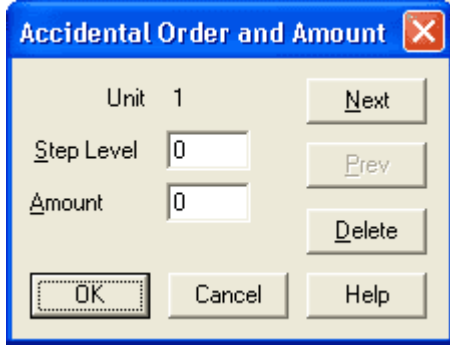 Accidental Order and Amount
Unit 1 Next
Step Level 0 Prev
Amount 0
Delete
OK Cancel Help